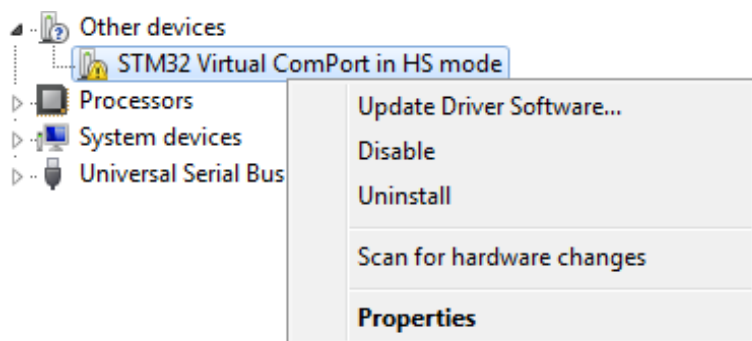 Other devices
STM32 Virtual ComPort in HS mode
Processors
System devices
Universal Serial Bus
Update Driver Software...
Disable
Uninstall
Scan for hardware changes
Properties